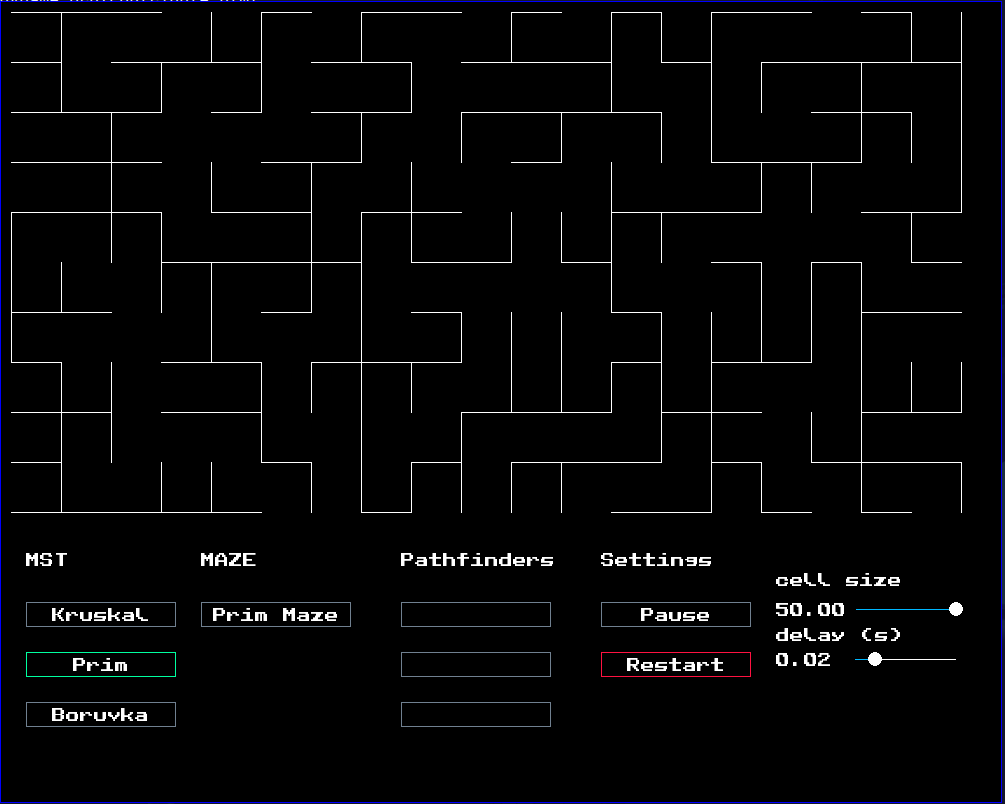 MST
MAZE
Pathfinders
Settings
cell size
Kruskal
Prim Maze
Pause
50.00
delay (s)
Prim
Restart
0.02
Boruvka